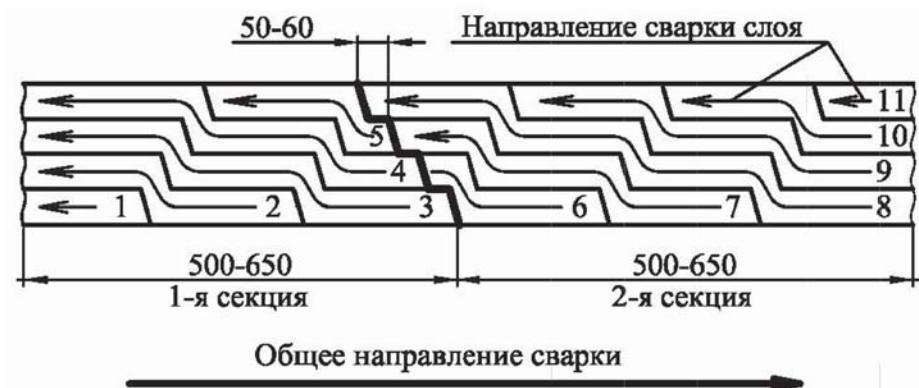 50-60
Направление сварки слоя
11
5
10
4
9
1 2 3 6 7 8
500-650 500-650
1-я секция 2-я секция
Общее направление сварки